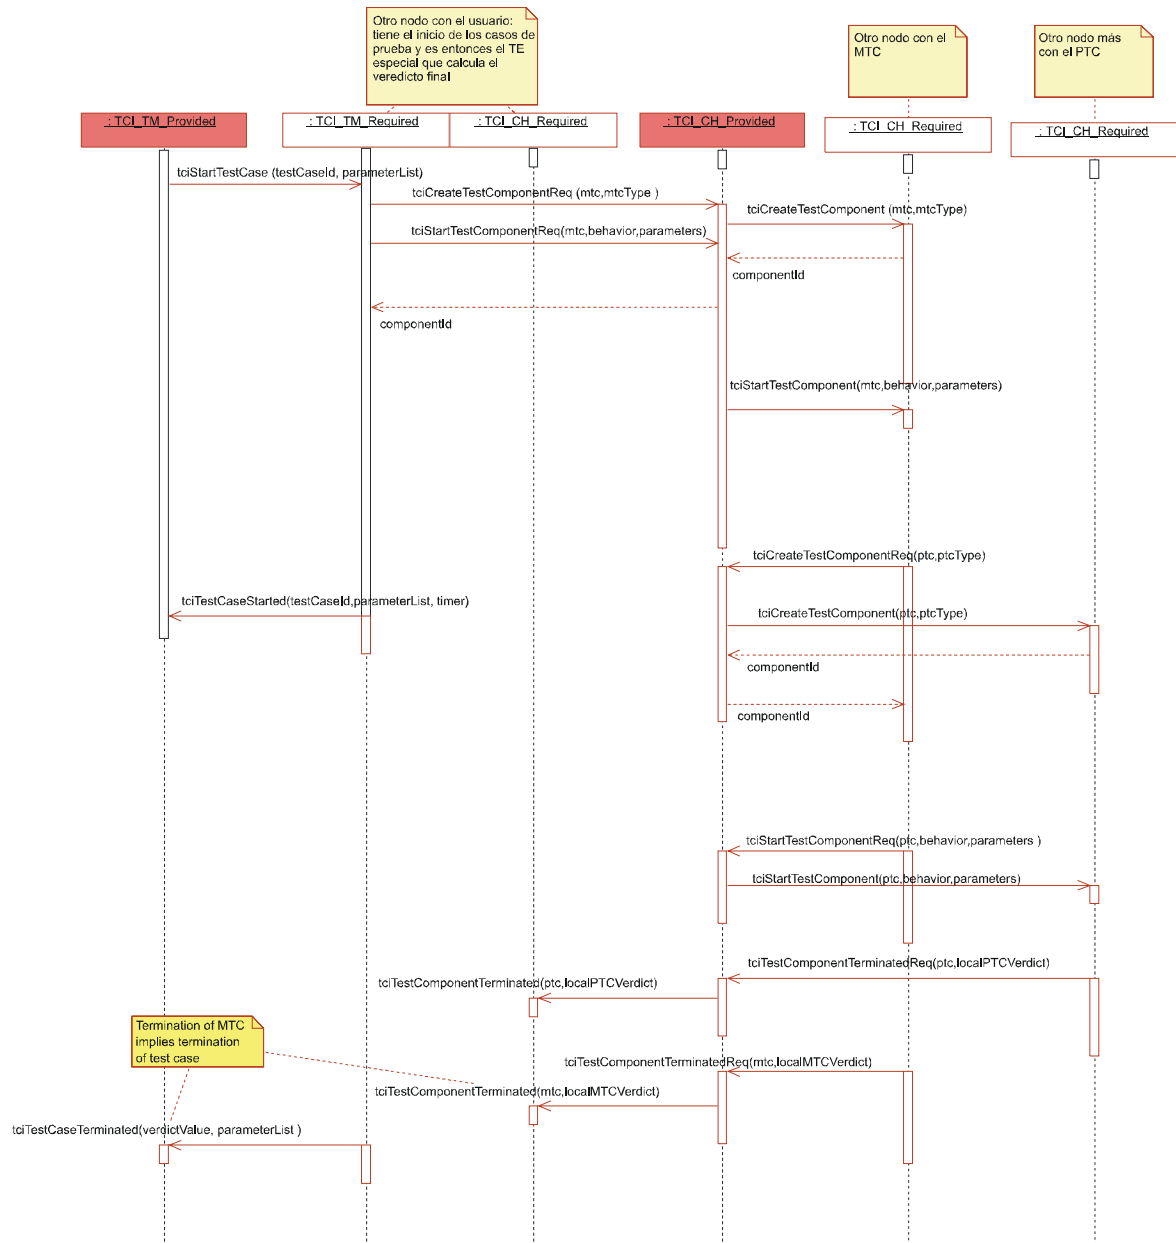 Otro nodo con el usuario:
tiene el inicio de los casos de
prueba y es entonces el TE
especial que calcula el
veredicto final
Otro nodo con el
MTC
Otro nodo más
con el PTC
: TCI_TM_Provided
: TCI_TM_Required
: TCI_CH_Required
: TCI_CH_Provided
: TCI_CH_Required
: TCI_CH_Required
tciStartTestCase (testCaseId, parameterList)
tciCreateTestComponentReq (mtc,mtcType )
tciCreateTestComponent (mtc,mtcType)
tciStartTestComponentReq(mtc,behavior,parameters)
componentId
componentId
tciStartTestComponent(mtc,behavior,parameters)
tciCreateTestComponentReq(ptc,ptcType)
tciTestCaseStarted(testCaseId,parameterList, timer)
tciCreateTestComponent(ptc,ptcType)
componentId
componentId
tciStartTestComponentReq(ptc,behavior,parameters )
tciStartTestComponent(ptc,behavior,parameters)
tciTestComponentTerminatedReq(ptc,localPTCVerdict)
tciTestComponentTerminated(ptc,localPTCVerdict)
Termination of MTC
implies termination
of test case
tciTestComponentTerminatedReq(mtc,localMTCVerdict)
tciTestComponentTerminated(mtc,localMTCVerdict)
tciTestCaseTerminated(verdictValue, parameterList )